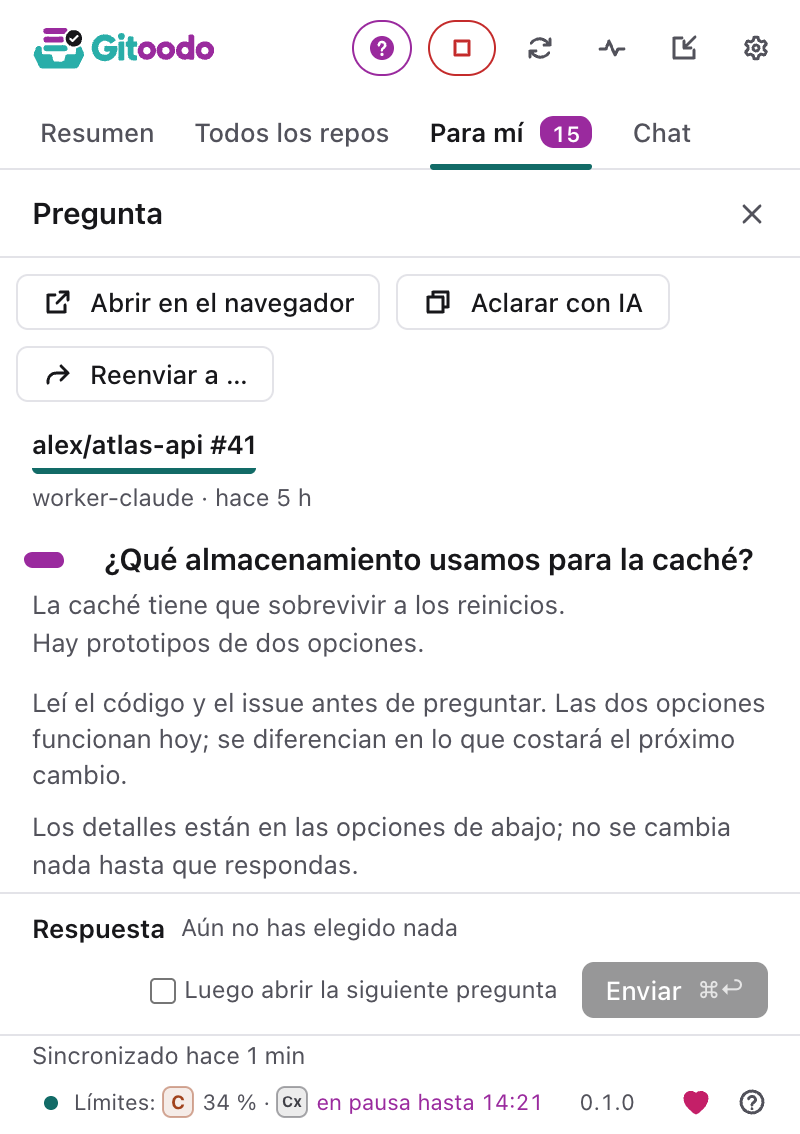 Gitoodo
Resumen Todos los repos Para mí 15 Chat
Pregunta
Abrir en el navegador Aclarar con IA
Reenviar a ...
alex/atlas-api #41
worker-claude · hace 5 h
¿Qué almacenamiento usamos para la caché?
La caché tiene que sobrevivir a los reinicios.
Hay prototipos de dos opciones.
Leí el código y el issue antes de preguntar. Las dos opciones
funcionan hoy; se diferencian en lo que costará el próximo
cambio.
Los detalles están en las opciones de abajo; no se cambia
nada hasta que respondas.
Respuesta Aún no has elegido nada
Luego abrir la siguiente pregunta Enviar ⌘↩
Sincronizado hace 1 min
Límites: C 34 % · Cx en pausa hasta 14:21 0.1.0